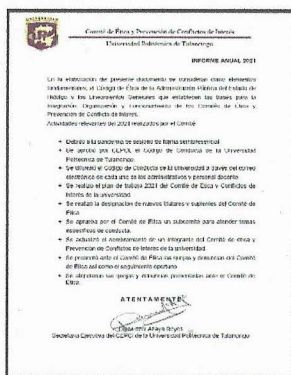 Comité de Ética y Prevención de Conflictos de Interés
Universidad Politécnica de Tulancingo
INFORME ANUAL 2021
En la elaboración del presente documento se consideran como elementos
fundamentales, el Código de Ética de la Administración Pública del Estado de
Hidalgo y los Lineamientos Generales que establecen las bases para la
Integración, Organización y Funcionamiento de los Comités de Ética y
Prevención de Conflicto de Interés.
Actividades relevantes del 2021 realizados por el Comité
Debido a la pandemia se sesionó de forma semipresencial
Se aprobó por CEPCI, el Código de Conducta de la Universidad
Politécnica de Tulancingo
Se difundió el Código de Conducta de la universidad a través del correo
electrónico de cada uno de los administrativos y personal docente
Se realizó el plan de trabajo 2021 del Comité de Ética y Conflictos de
Interés de la universidad
Se realizó la designación de nuevos titulares y suplentes del Comité de
Ética
Se aprueba por el Comité de Ética un subcomité para atender temas
específicos de conducta
Se actualizó el nombramiento de un integrante del Comité de ética y
Prevención de Conflictos de Interés de la universidad
Se presentó ante el Comité de Ética las quejas y denuncias del Comité
de Ética así como el seguimiento oportuno
Se atendieron las quejas y denuncias presentadas ante el Comité de
Ética.
ATENTAMENTE
Anaya Reyes
Secretaria Ejecutiva del CEPCI de la Universidad Politécnica de Tulancingo